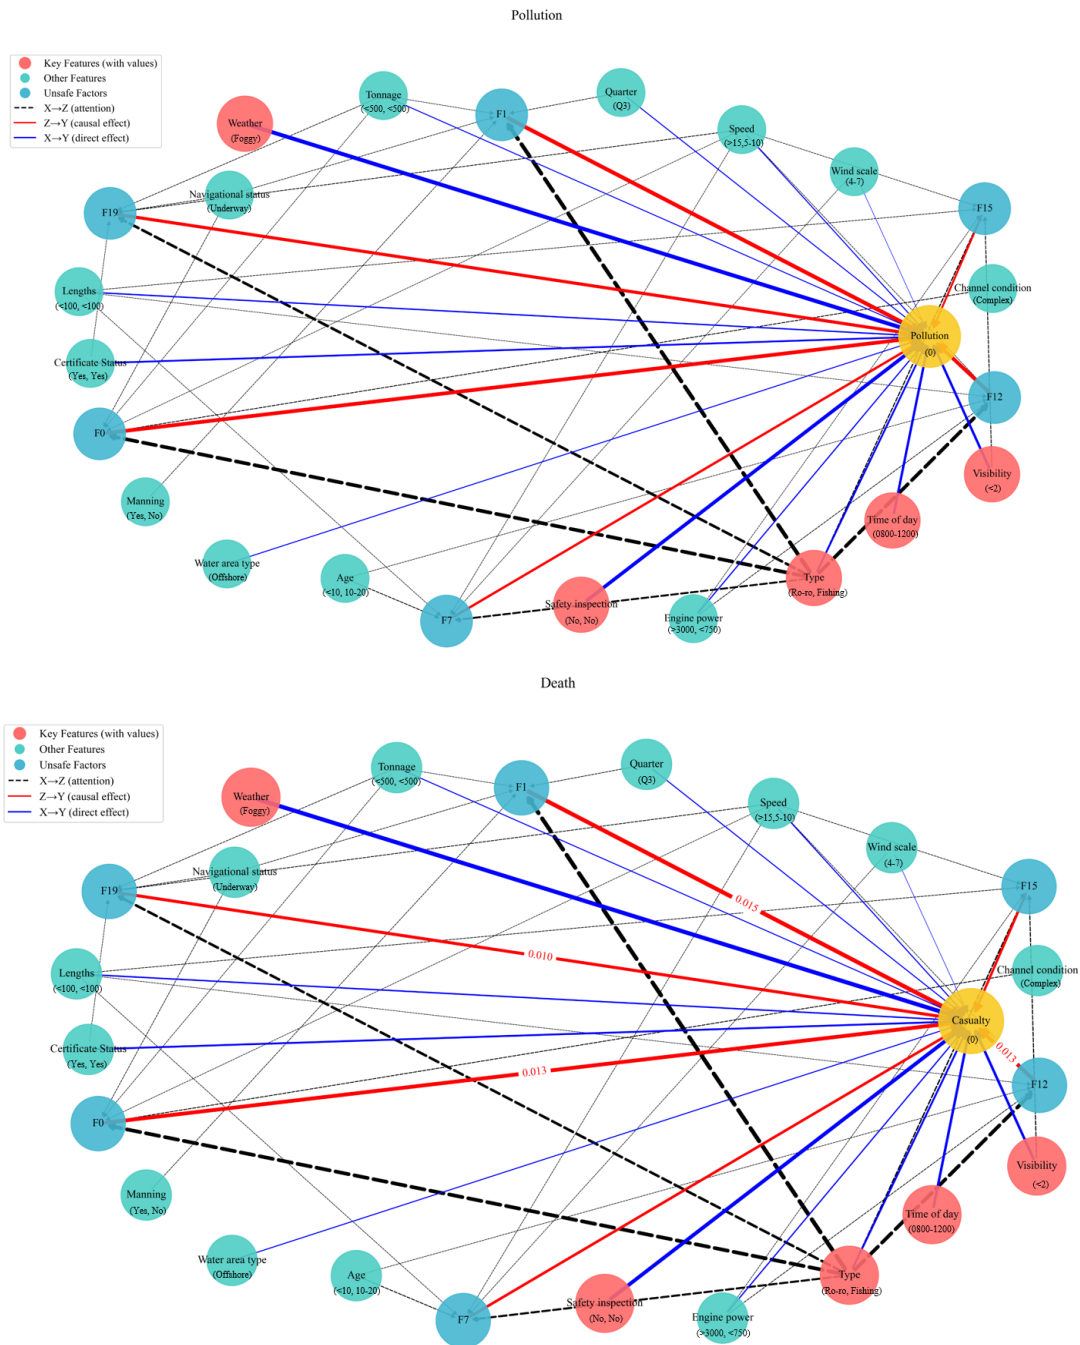 Pollution
Key Features (with values)
Other Features
Unsafe Factors
X→Z (attention)
Z→Y (causal effect)
X→Y (direct effect)
Tonnage
(<500, <500)
Weather
(Foggy)
F1
Quarter
(Q3)
Speed
(>15,5-10)
Wind scale
(4-7)
Navigational status
(Underway)
F19
F15
Lengths
(<100, <100)
Channel condition
(Complex)
Pollution
(0)
Certificate Status
(Yes, Yes)
F12
F0
Visibility
(<2)
Manning
(Yes, No)
Time of day
(0800-1200)
Water area type
(Offshore)
Age
(<10, 10-20)
Type
(Ro-ro, Fishing)
Safety inspection
(No, No)
F7
Engine power
(>3000, <750)
Death
Key Features (with values)
Other Features
Unsafe Factors
X→Z (attention)
Z→Y (causal effect)
X→Y (direct effect)
Tonnage
(<500, <500)
Weather
(Foggy)
F1
Quarter
(Q3)
Speed
(>15,5-10)
Wind scale
(4-7)
Navigational status
(Underway)
F19
F15
0.015
0.010
Lengths
(<100, <100)
Channel condition
(Complex)
Casualty
(0)
Certificate Status
(Yes, Yes)
0.013
0.013
F12
F0
Visibility
(<2)
Manning
(Yes, No)
Time of day
(0800-1200)
Water area type
(Offshore)
Age
(<10, 10-20)
Type
(Ro-ro, Fishing)
Safety inspection
(No, No)
F7
Engine power
(>3000, <750)